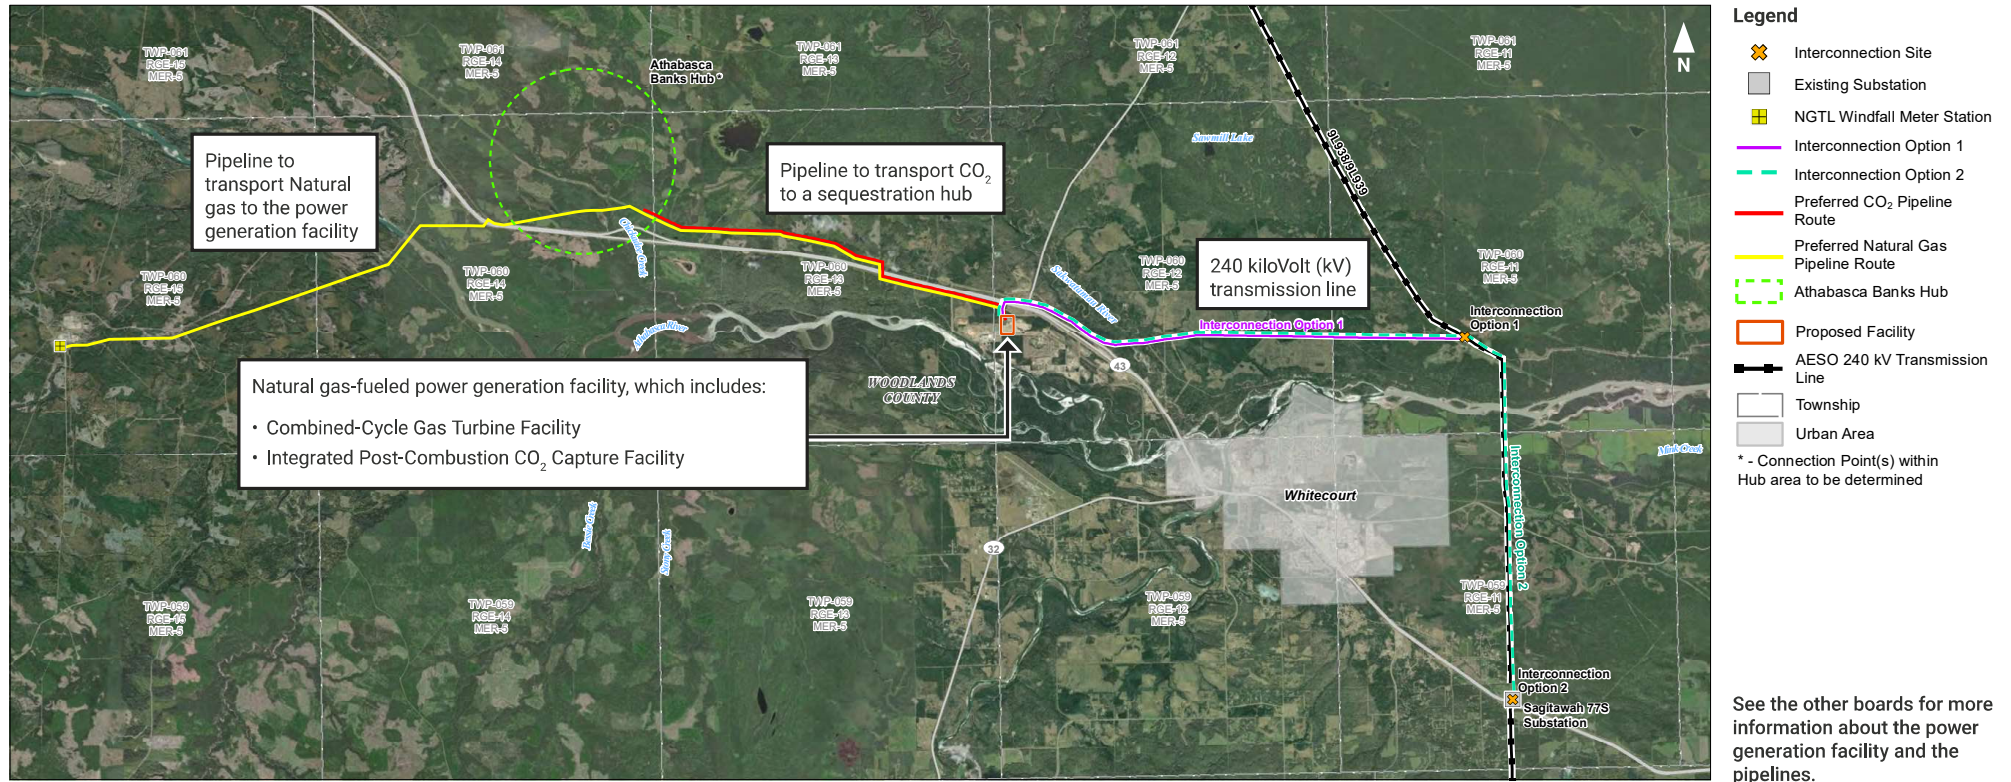 TWP-061
RGE-15
MER-5
TWP-061
RGE-14
MER-5
Athabasca
Banks Hub *
TWP-061
RGE-13
MER-5
TWP-061
RGE-12
MER-5
TWP-061
RGE-11
MER-5
N
Pipeline to
transport Natural
gas to the power
generation facility
Pipeline to transport CO2
to a sequestration hub
Sawmill Lake
9L938/9L939
240 kiloVolt (kV)
transmission line
TWP-060
RGE-15
MER-5
TWP-060
RGE-14
MER-5
TWP-060
RGE-13
MER-5
TWP-060
RGE-12
MER-5
TWP-060
RGE-11
MER-5
Athabasca River
Interconnection Option 1
Interconnection
Option 1
43
WOODLANDS
COUNTY
Natural gas-fueled power generation facility, which includes:
• Combined-Cycle Gas Turbine Facility
• Integrated Post-Combustion CO2 Capture Facility
Mink Creek
Whitecourt
Interconnection Option 2
Bessie Creek
Stony Creek
32
TWP-059
RGE-15
MER-5
TWP-059
RGE-14
MER-5
TWP-059
RGE-13
MER-5
TWP-059
RGE-12
MER-5
TWP-059
RGE-11
MER-5
Interconnection
Option 2
Sagitawah 77S
Substation
Legend
Interconnection Site
Existing Substation
NGTL Windfall Meter Station
Interconnection Option 1
Interconnection Option 2
Preferred CO2 Pipeline
Route
Preferred Natural Gas
Pipeline Route
Athabasca Banks Hub
Proposed Facility
AESO 240 kV Transmission
Line
Township
Urban Area
* - Connection Point(s) within
Hub area to be determined
See the other boards for more
information about the power
generation facility and the
pipelines.